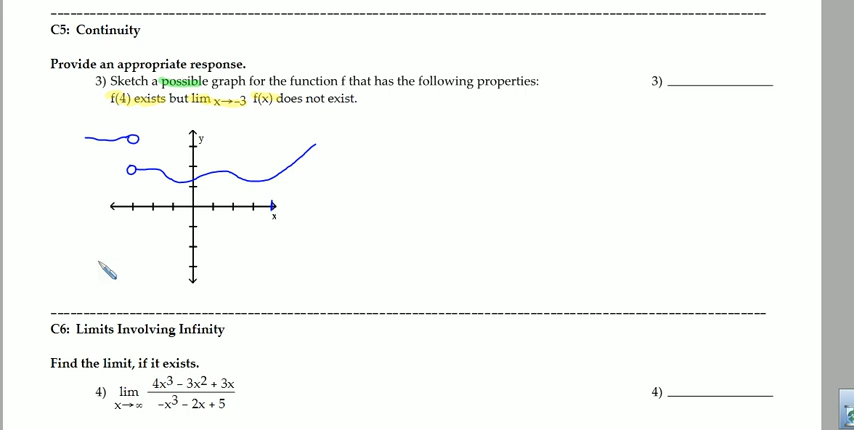 C5: Continuity
Provide an appropriate response.
3) Sketch a possible graph for the function f that has the following properties: 3) ____________
f(4) exists but lim x→-3 f(x) does not exist.
y
x
C6: Limits Involving Infinity
Find the limit, if it exists.
4) lim x→∞ (4x³ - 3x² + 3x)/(-x³ - 2x + 5) 4) ____________